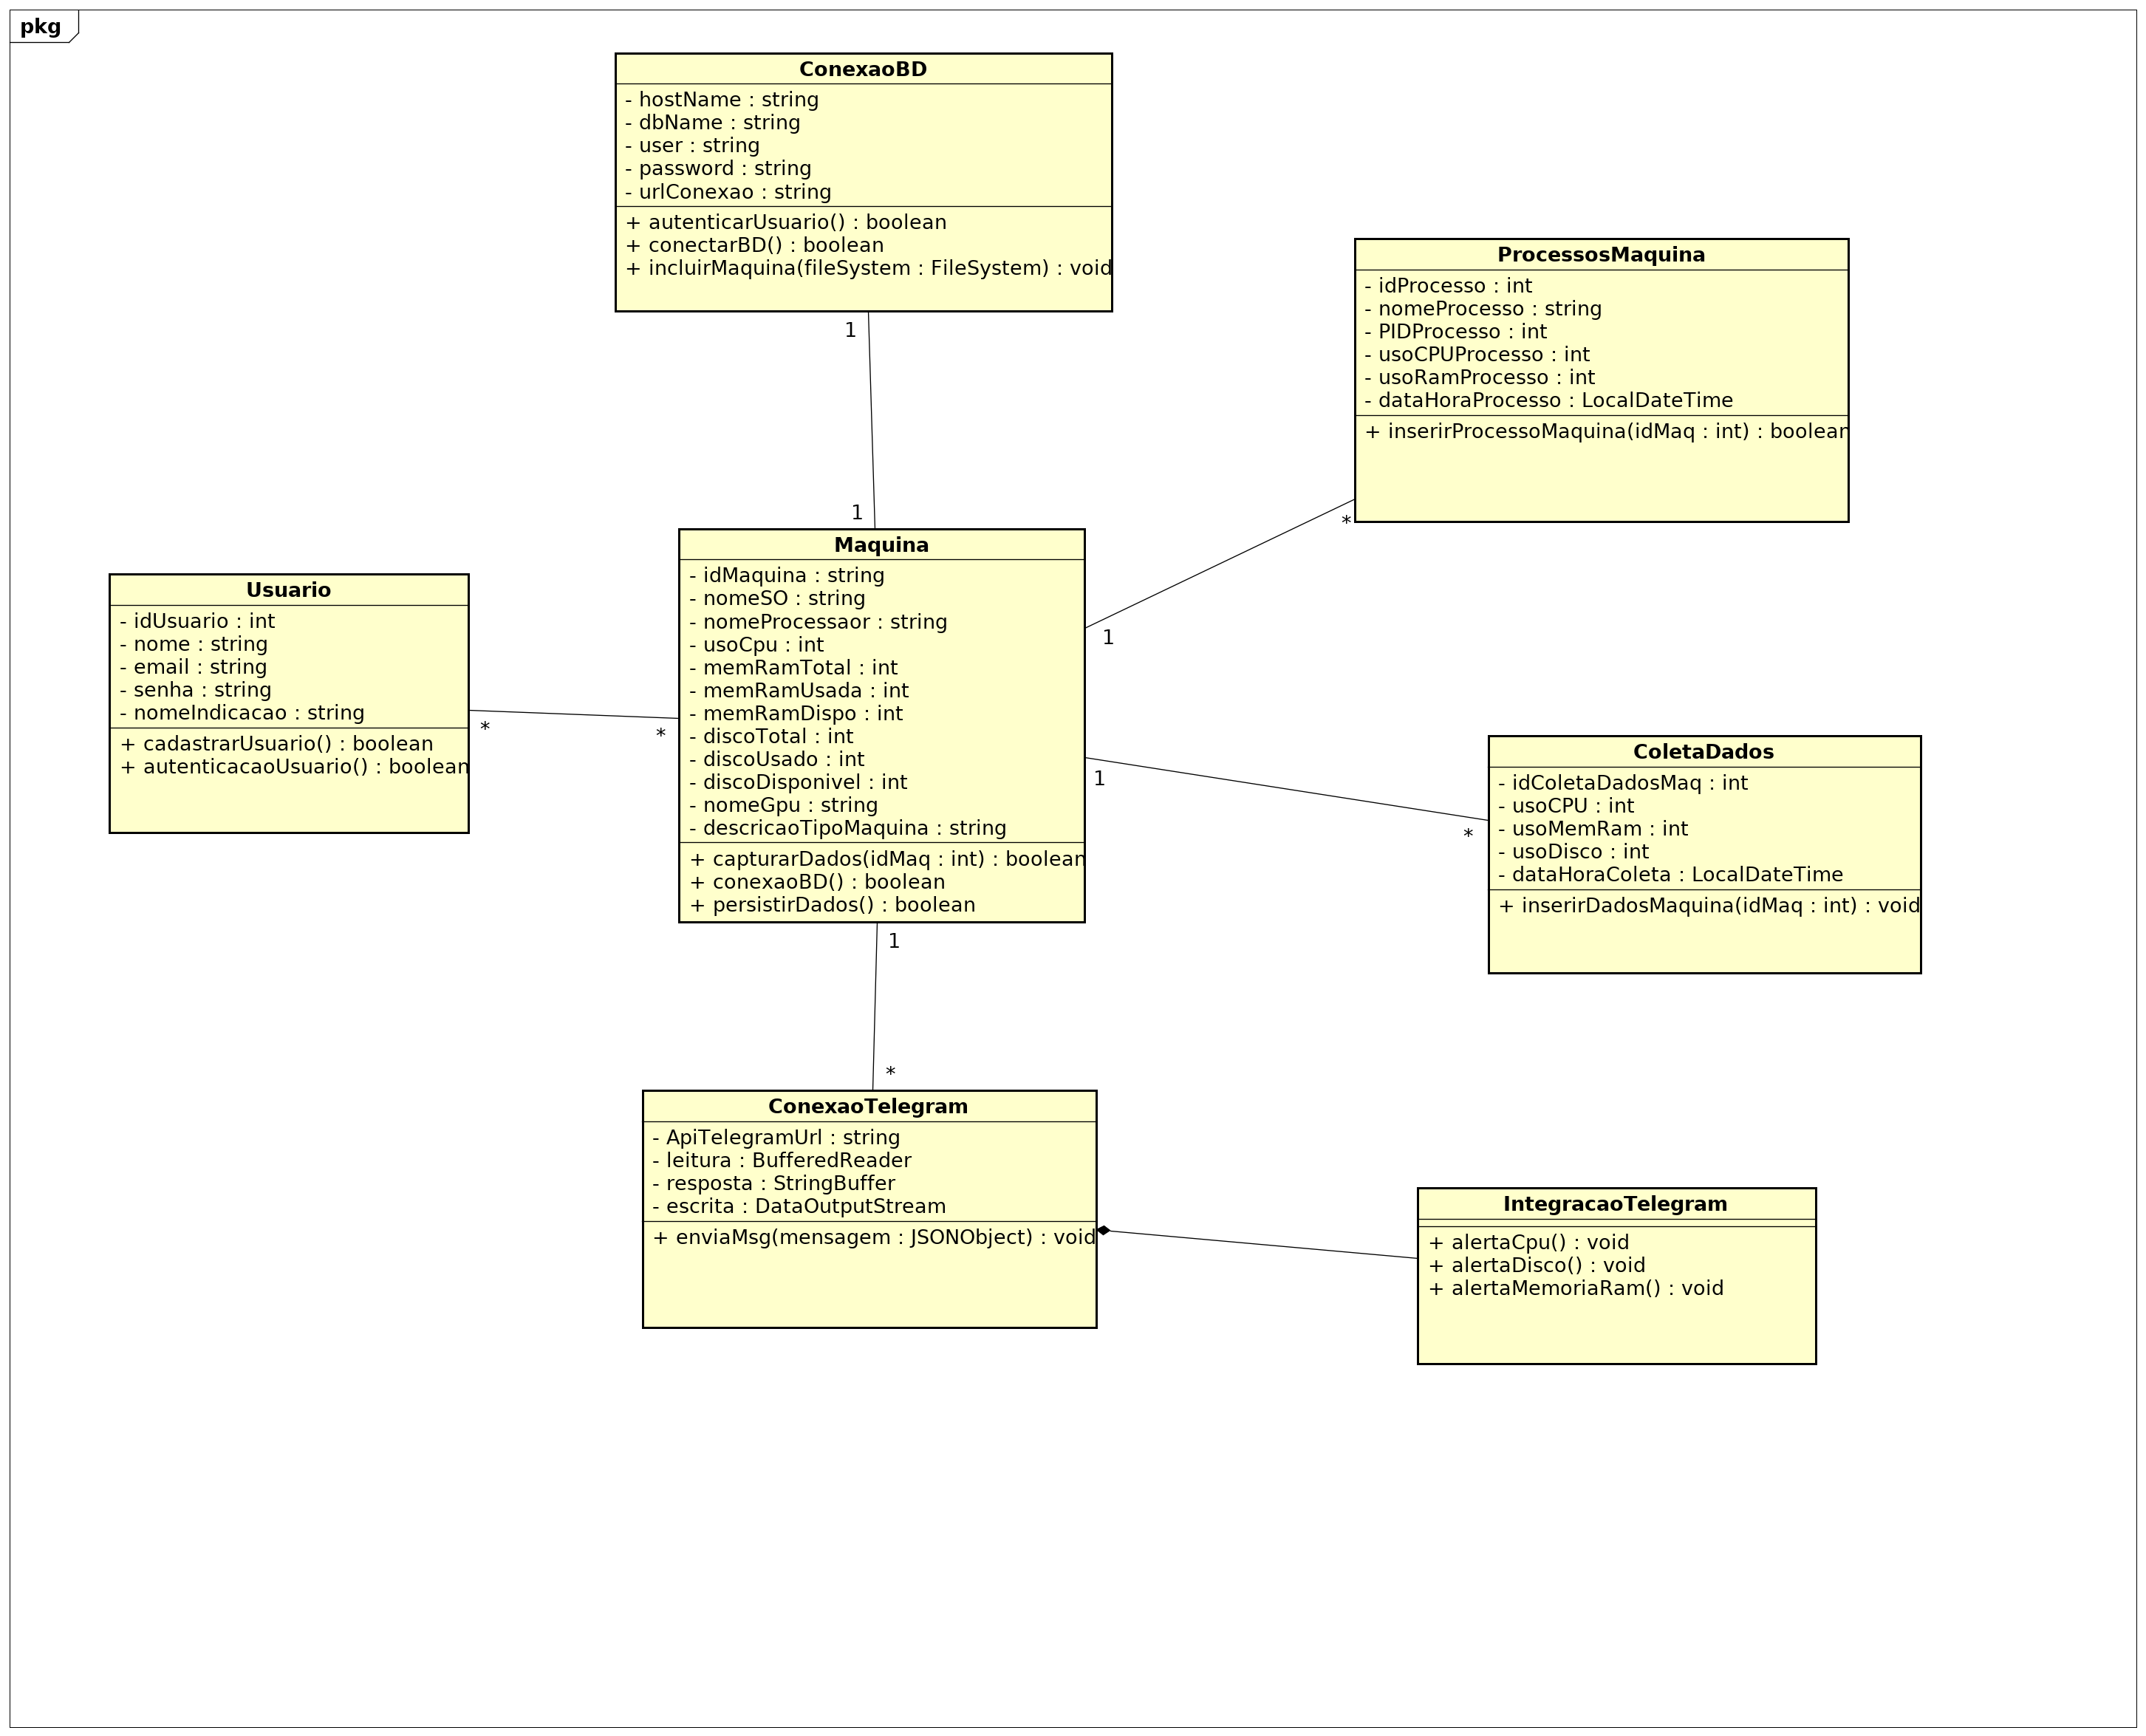 pkg
ConexaoBD
- hostName : string
- dbName : string
- user : string
- password : string
- urlConexao : string
+ autenticarUsuario() : boolean
+ conectarBD() : boolean
+ incluirMaquina(fileSystem : FileSystem) : void
1
1
ProcessosMaquina
- idProcesso : int
- nomeProcesso : string
- PIDProcesso : int
- usoCPUProcesso : int
- usoRamProcesso : int
- dataHoraProcesso : LocalDateTime
+ inserirProcessoMaquina(idMaq : int) : boolean
*
1
Usuario
- idUsuario : int
- nome : string
- email : string
- senha : string
- nomeIndicacao : string
+ cadastrarUsuario() : boolean
+ autenticacaoUsuario() : boolean
*
*
Maquina
- idMaquina : string
- nomeSO : string
- nomeProcessaor : string
- usoCpu : int
- memRamTotal : int
- memRamUsada : int
- memRamDispo : int
- discoTotal : int
- discoUsado : int
- discoDisponivel : int
- nomeGpu : string
- descricaoTipoMaquina : string
+ capturarDados(idMaq : int) : boolean
+ conexaoBD() : boolean
+ persistirDados() : boolean
1
*
ColetaDados
- idColetaDadosMaq : int
- usoCPU : int
- usoMemRam : int
- usoDisco : int
- dataHoraColeta : LocalDateTime
+ inserirDadosMaquina(idMaq : int) : void
1
*
ConexaoTelegram
- ApiTelegramUrl : string
- leitura : BufferedReader
- resposta : StringBuffer
- escrita : DataOutputStream
+ enviaMsg(mensagem : JSONObject) : void
IntegracaoTelegram
+ alertaCpu() : void
+ alertaDisco() : void
+ alertaMemoriaRam() : void